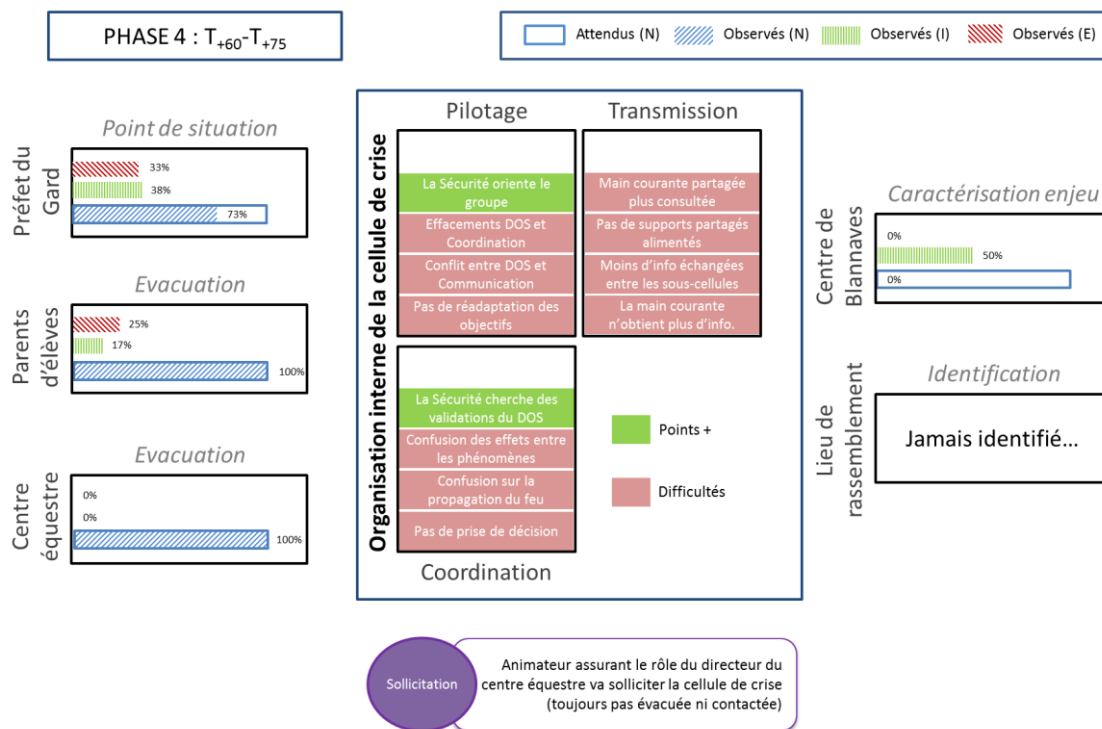 PHASE 4 : T+60-T+75
Attendus (N)
Observés (N)
Observés (I)
Observés (E)
Point de situation
Préfet du
Gard
33%
38%
73%
Evacuation
Parents
d'élèves
25%
17%
100%
Evacuation
Centre
équestre
0%
0%
100%
Organisation interne de la cellule de crise
Pilotage
La Sécurité oriente le
groupe
Effacements DOS et
Coordination
Conflit entre DOS et
Communication
Pas de réadaptation des
objectifs
Transmission
Main courante partagée
plus consultée
Pas de supports partagés
alimentés
Moins d'info échangées
entre les sous-cellules
La main courante
n'obtient plus d'info.
La Sécurité cherche des
validations du DOS
Confusion des effets entre
les phénomènes
Confusion sur la
propagation du feu
Pas de prise de décision
Coordination
Points +
Difficultés
Caractérisation enjeu
Centre de
Blannaves
0%
50%
0%
Identification
Lieu de
rassemblement
Jamais identifié…
Sollicitation
Animateur assurant le rôle du directeur du
centre équestre va solliciter la cellule de crise
(toujours pas évacuée ni contactée)